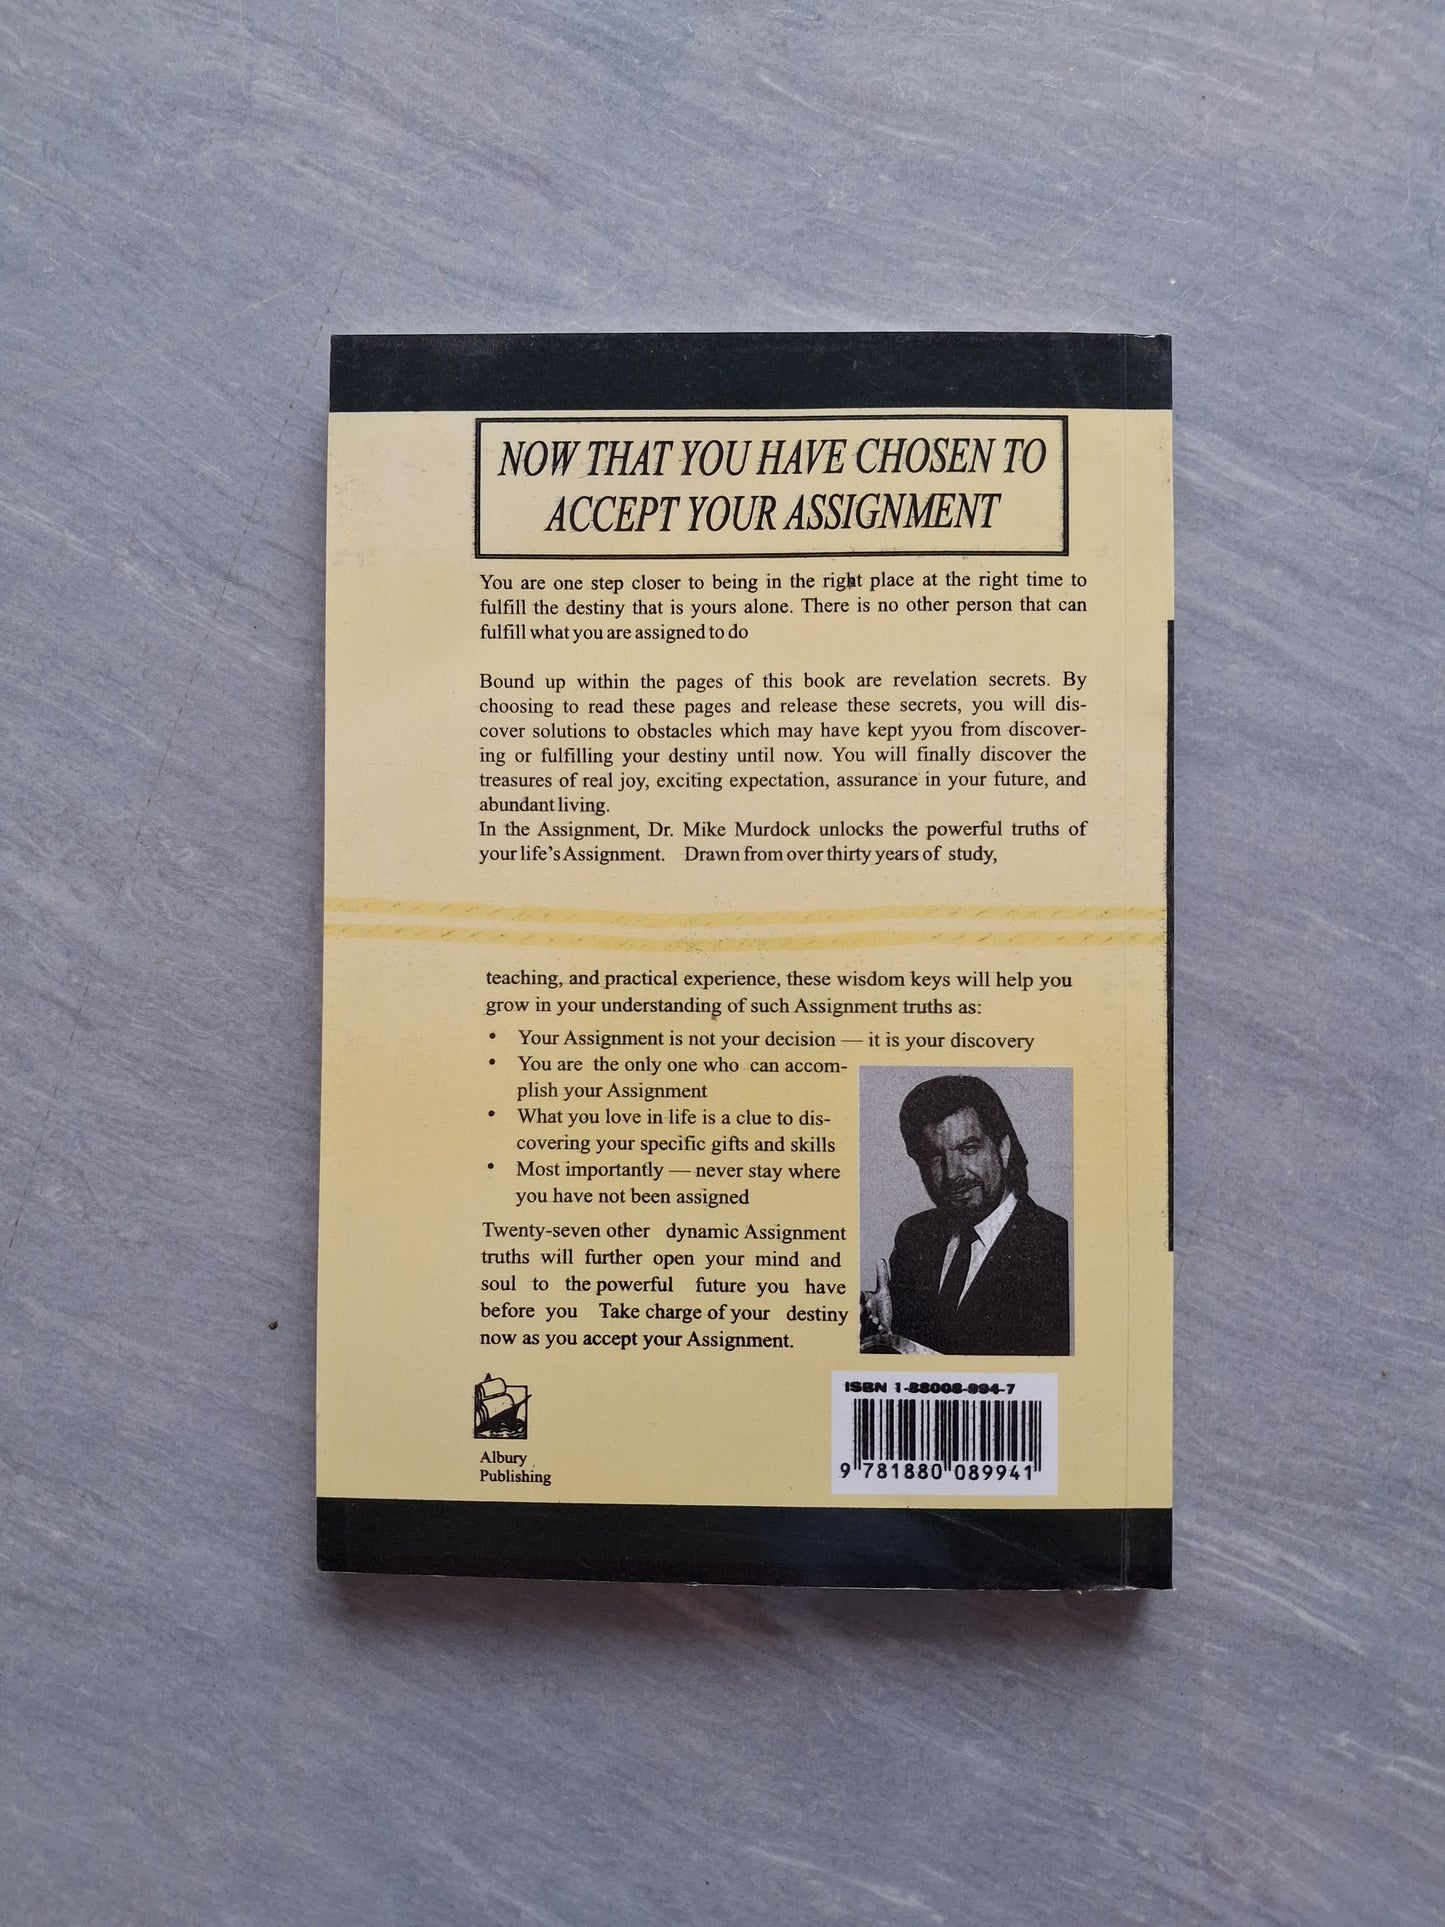 NOW THAT YOU HAVE CHOSEN TO
ACCEPT YOUR ASSIGNMENT
You are one step closer to being in the right place at the right time to
fulfill the destiny that is yours alone. There is no other person that can
fulfill what you are assigned to do
Bound up within the pages of this book are revelation secrets. By
choosing to read these pages and release these secrets, you will dis-
cover solutions to obstacles which may have kept yyou from discover-
ing or fulfilling your destiny until now. You will finally discover the
treasures of real joy, exciting expectation, assurance in your future, and
abundant living.
In the Assignment, Dr. Mike Murdock unlocks the powerful truths of
your life's Assignment. Drawn from over thirty years of study,
teaching, and practical experience, these wisdom keys will help you
grow in your understanding of such Assignment truths as:
• Your Assignment is not your decision — it is your discovery
• You are the only one who can accom-
plish your Assignment
• What you love in life is a clue to dis-
covering your specific gifts and skills
• Most importantly — never stay where
you have not been assigned
Twenty-seven other dynamic Assignment
truths will further open your mind and
soul to the powerful future you have
before you Take charge of your destiny
now as you accept your Assignment.
Albury
Publishing
ISBN 1-88008-994-7
9 781880 089941